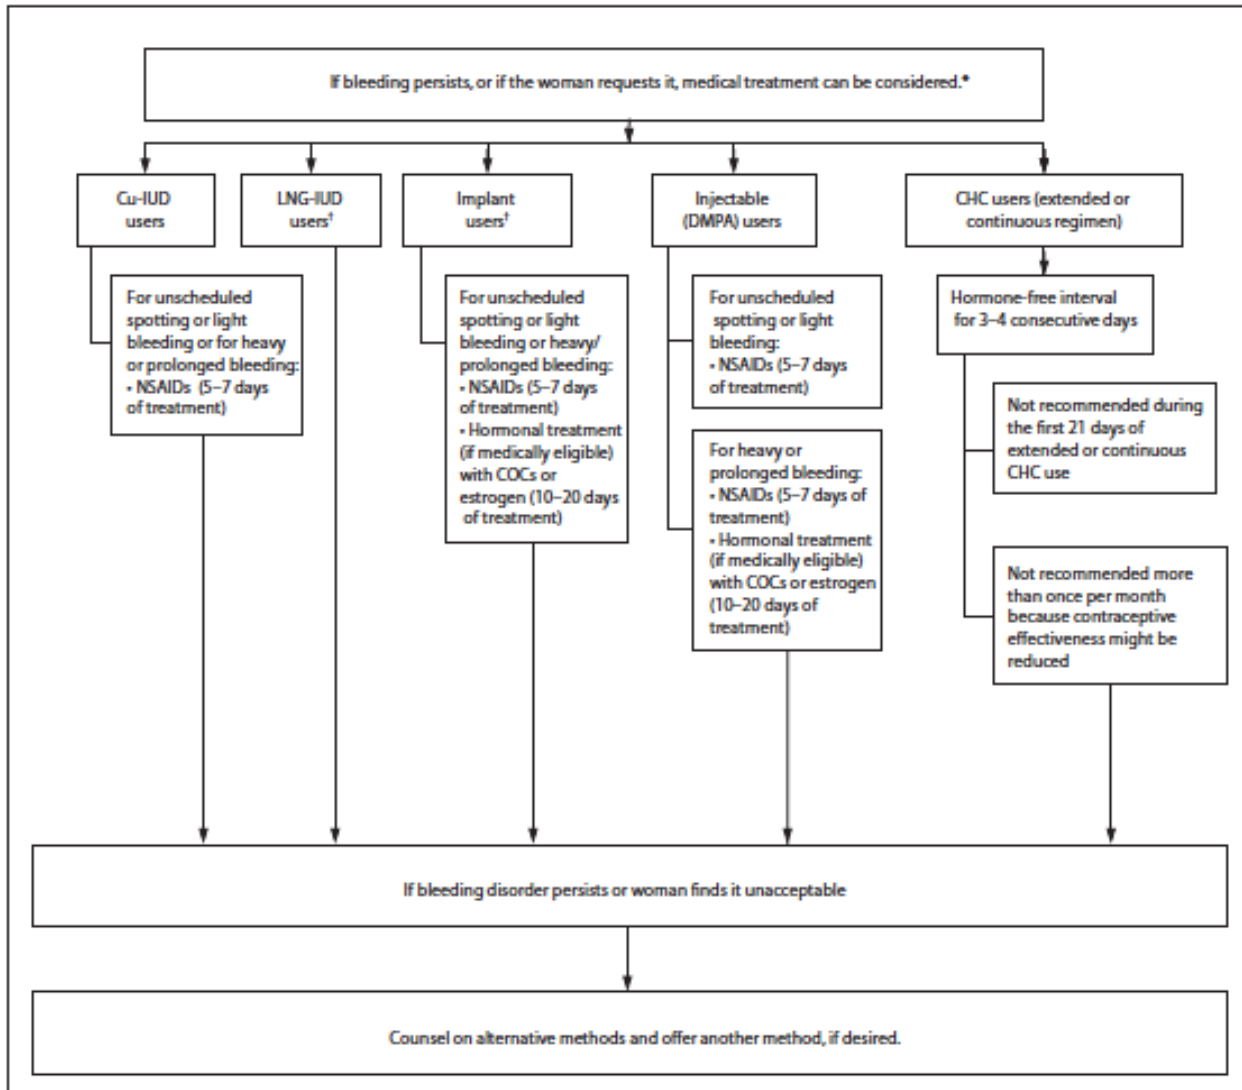 If bleeding persists, or if the woman requests it, medical treatment can be considered.*
Cu-IUD
users
LNG-IUD
users†
Implant
users†
Injectable
(DMPA) users
CHC users (extended or
continuous regimen)
For unscheduled
spotting or light
bleeding or for heavy
or prolonged bleeding:
• NSAIDs (5–7 days
of treatment)
For unscheduled
spotting or light
bleeding or heavy/
prolonged bleeding:
• NSAIDs (5–7 days
of treatment)
• Hormonal treatment
(if medically eligible)
with COCs or
estrogen (10–20 days
of treatment)
For unscheduled
spotting or light
bleeding:
• NSAIDs (5–7 days
of treatment)
For heavy or
prolonged bleeding:
• NSAIDs (5–7 days of
treatment)
• Hormonal treatment
(if medically eligible)
with COCs or estrogen
(10–20 days of
treatment)
Hormone-free interval
for 3–4 consecutive days
Not recommended during
the first 21 days of
extended or continuous
CHC use
Not recommended more
than once per month
because contraceptive
effectiveness might be
reduced
If bleeding disorder persists or woman finds it unacceptable
Counsel on alternative methods and offer another method, if desired.